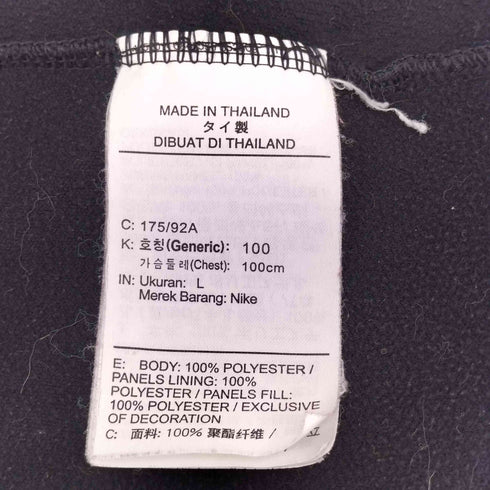 MADE IN THAILAND
タイ製
DIBUAT DI THAILAND
C: 175/92A
K: 호칭(Generic): 100
가슴둘레(Chest): 100cm
IN: Ukuran: L
Merek Barang: Nike
E: BODY: 100% POLYESTER /
PANELS LINING: 100%
POLYESTER / PANELS FILL:
100% POLYESTER / EXCLUSIVE
OF DECORATION
C: 面料: 100% 聚酯纤维 /